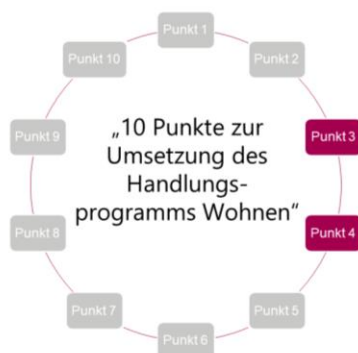 Punkt 1
Punkt 2
Punkt 3
Punkt 4
Punkt 5
Punkt 6
Punkt 7
Punkt 8
Punkt 9
Punkt 10
„10 Punkte zur
Umsetzung des
Handlungs-
programms Wohnen“